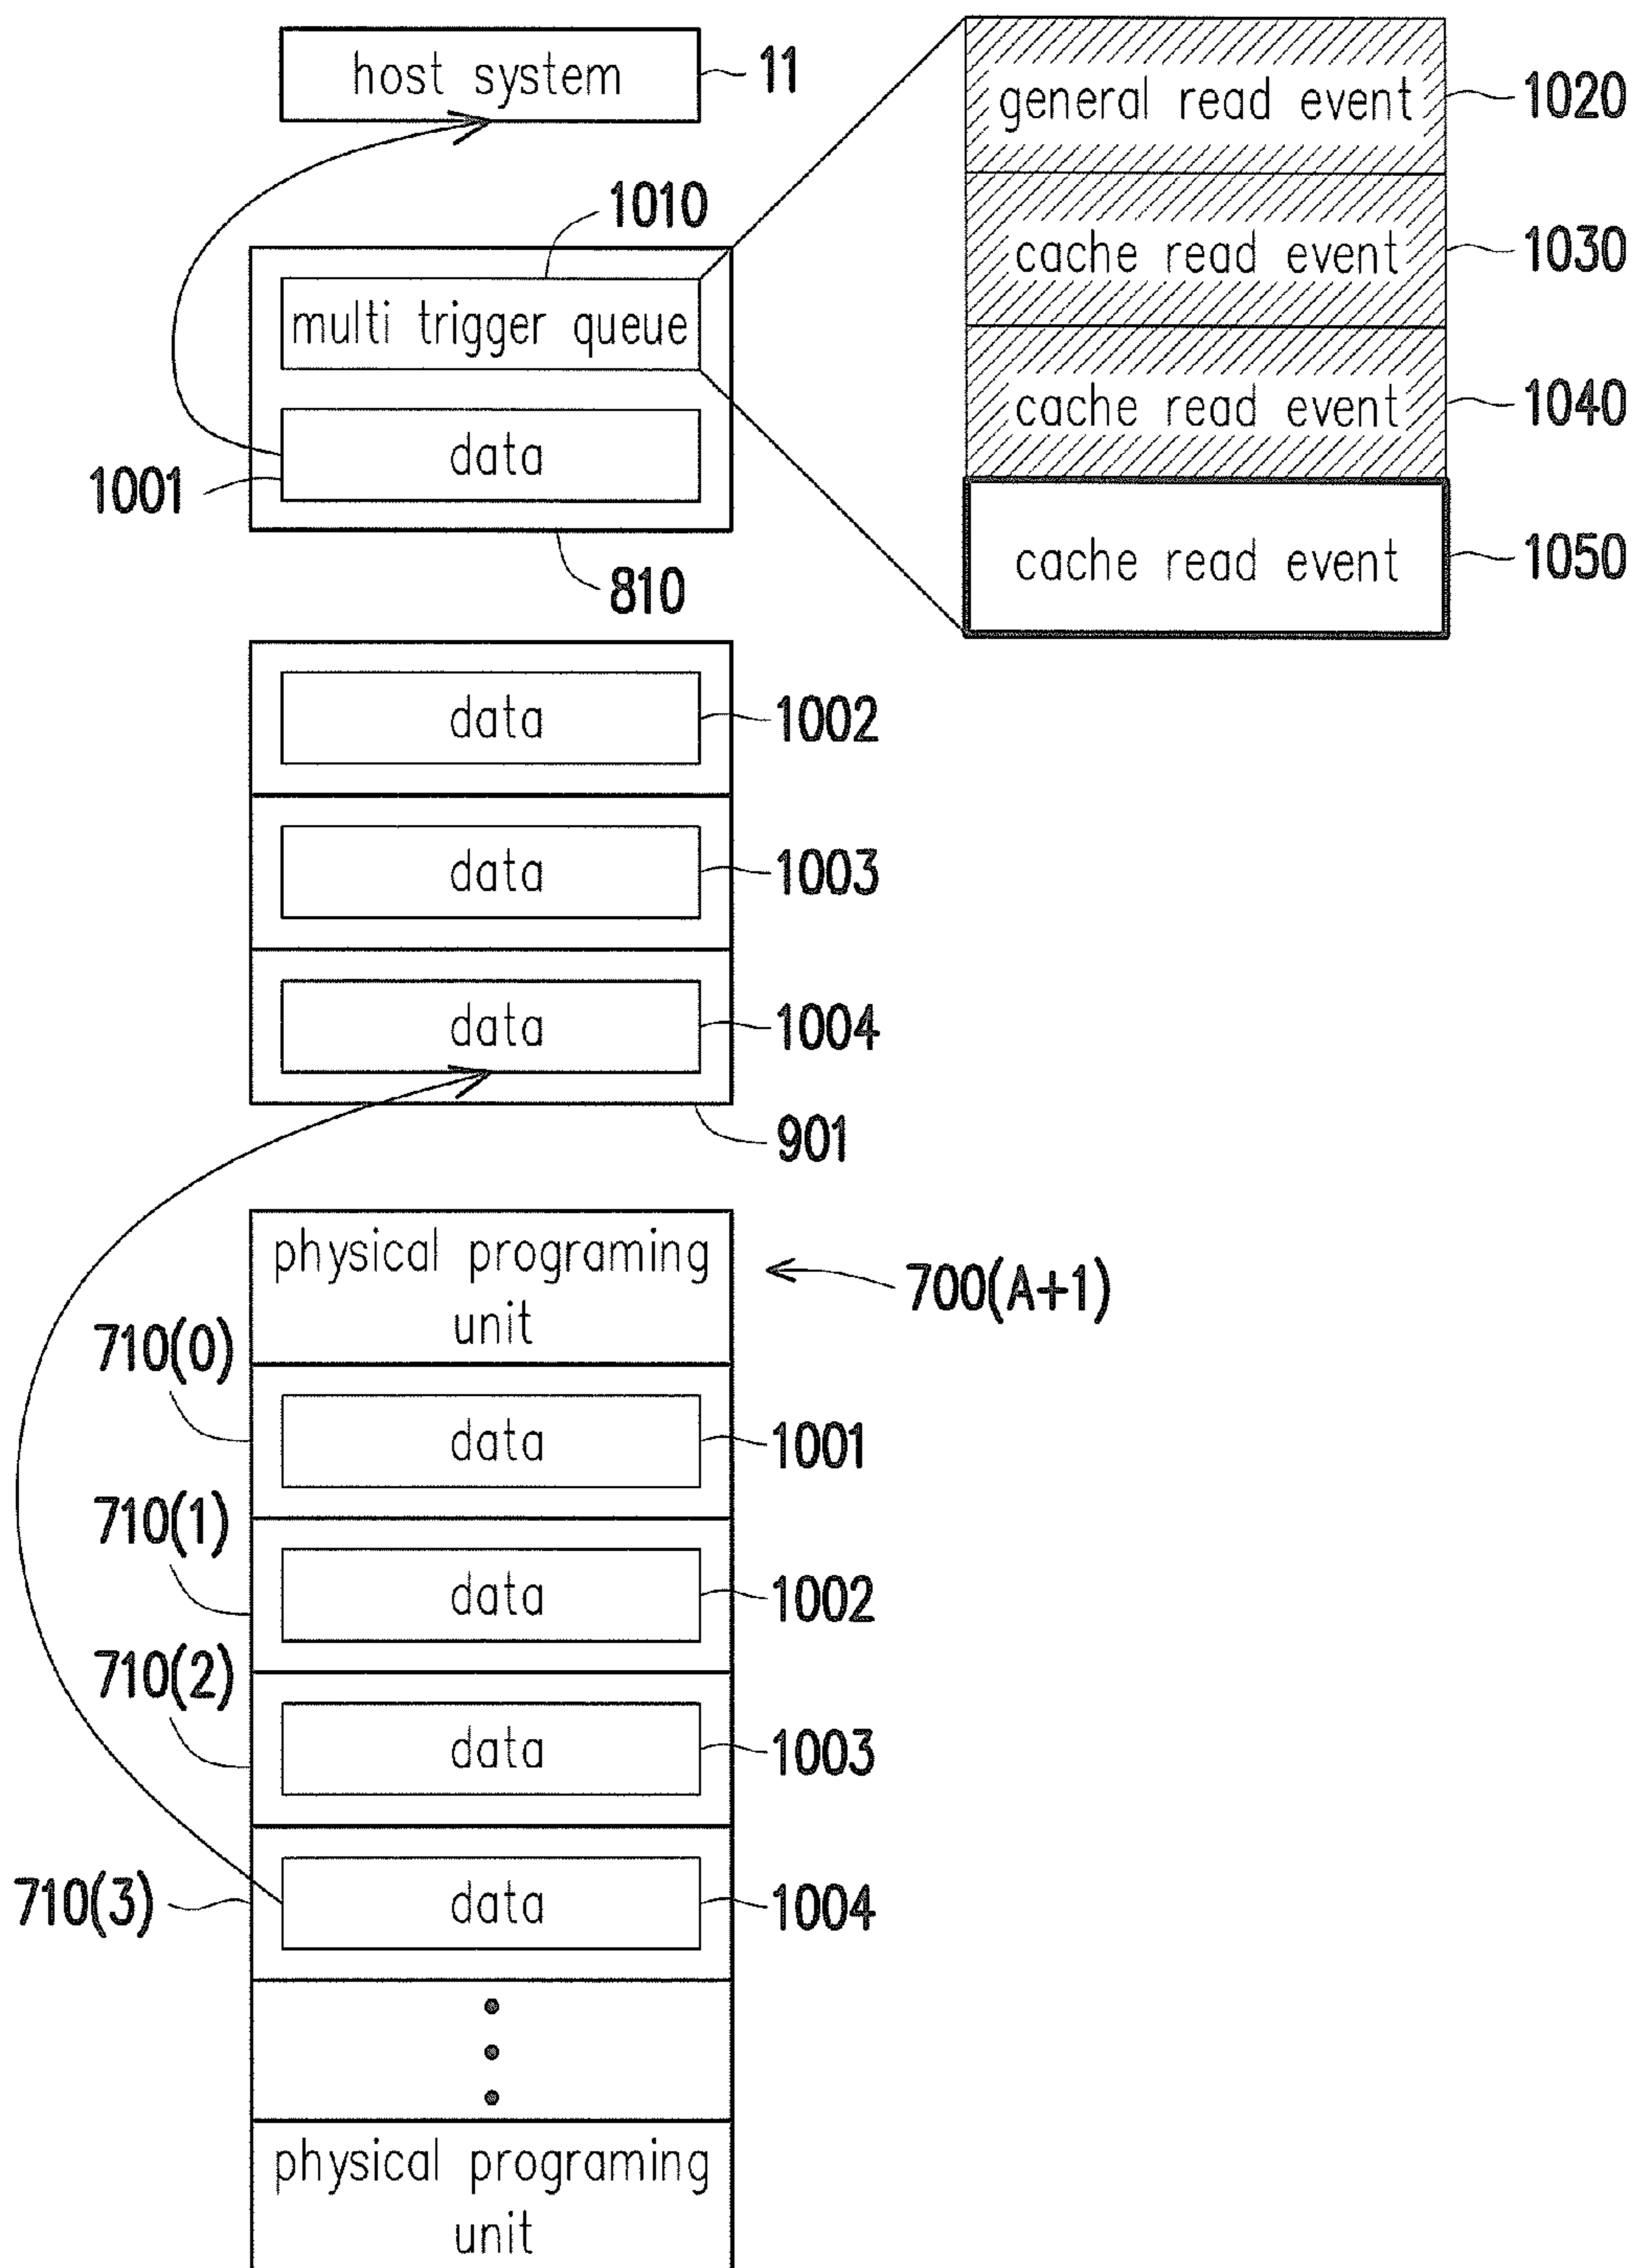 host system
11
general read event
1020
1010
cache read event
1030
multi trigger queue
cache read event
1040
data
1001
cache read event
1050
810
data
1002
data
1003
data
1004
901
physical programing
unit
700(A+1)
710(0)
data
1001
710(1)
data
1002
710(2)
data
1003
710(3)
data
1004
physical programing
unit